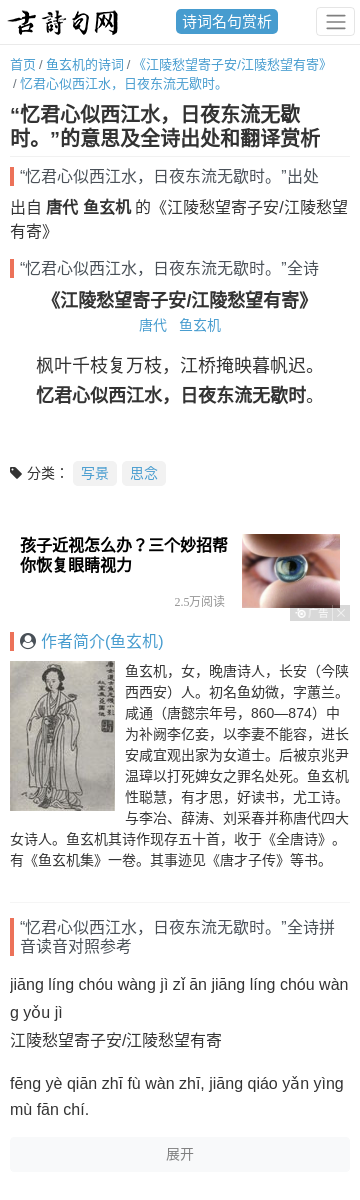 古詩句网
诗词名句赏析
首页 / 鱼玄机的诗词 / 《江陵愁望寄子安/江陵愁望有寄》
/ 忆君心似西江水，日夜东流无歇时。
“忆君心似西江水，日夜东流无歇
时。”的意思及全诗出处和翻译赏析
“忆君心似西江水，日夜东流无歇时。”出处
出自 唐代 鱼玄机 的《江陵愁望寄子安/江陵愁望
有寄》
“忆君心似西江水，日夜东流无歇时。”全诗
《江陵愁望寄子安/江陵愁望有寄》
唐代 鱼玄机
枫叶千枝复万枝，江桥掩映暮帆迟。
忆君心似西江水，日夜东流无歇时。
分类： 写景 思念
孩子近视怎么办？三个妙招帮
你恢复眼睛视力
2.5万阅读
广告
作者简介(鱼玄机)
鱼玄机，女，晚唐诗人，长安（今陕
西西安）人。初名鱼幼微，字蕙兰。
咸通（唐懿宗年号，860—874）中
为补阙李亿妾，以李妻不能容，进长
安咸宜观出家为女道士。后被京兆尹
温璋以打死婢女之罪名处死。鱼玄机
性聪慧，有才思，好读书，尤工诗。
与李冶、薛涛、刘采春并称唐代四大
女诗人。鱼玄机其诗作现存五十首，收于《全唐诗》。
有《鱼玄机集》一卷。其事迹见《唐才子传》等书。
“忆君心似西江水，日夜东流无歇时。”全诗拼
音读音对照参考
jiāng líng chóu wàng jì zǐ ān jiāng líng chóu wàn
g yǒu jì
江陵愁望寄子安/江陵愁望有寄
fēng yè qiān zhī fù wàn zhī, jiāng qiáo yǎn yìng
mù fān chí.
展开